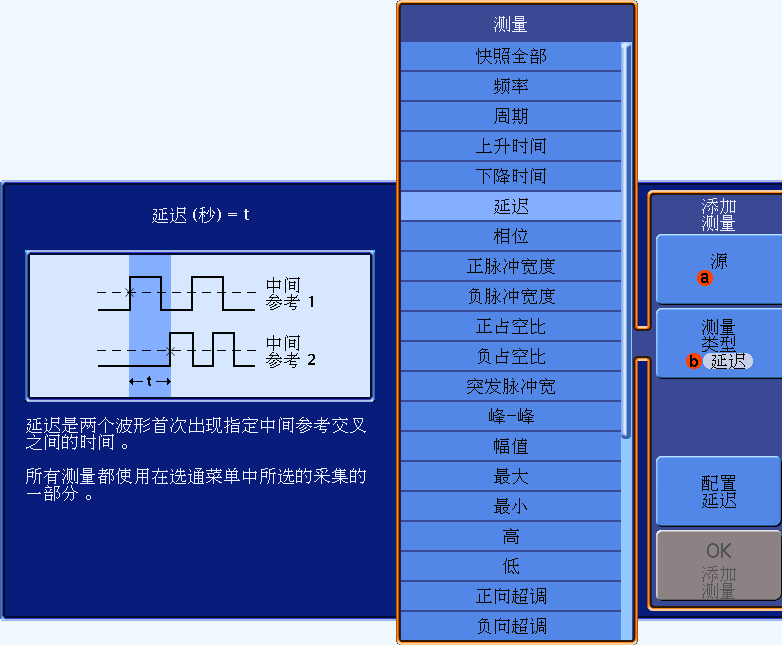 延迟 (秒) = t
中间
参考 1
中间
参考 2
t
延迟是两个波形首次出现指定中间参考交叉
之间的时间 。
所有测量都使用在选通菜单中所选的采集的
一部分 。
测量
快照全部
频率
周期
上升时间
下降时间
延迟
相位
正脉冲宽度
负脉冲宽度
正占空比
负占空比
突发脉冲宽
峰-峰
幅值
最大
最小
高
低
正向超调
负向超调
添加
测量
源
a
测量
类型
b 延迟
配置
延迟
OK
添加
测量